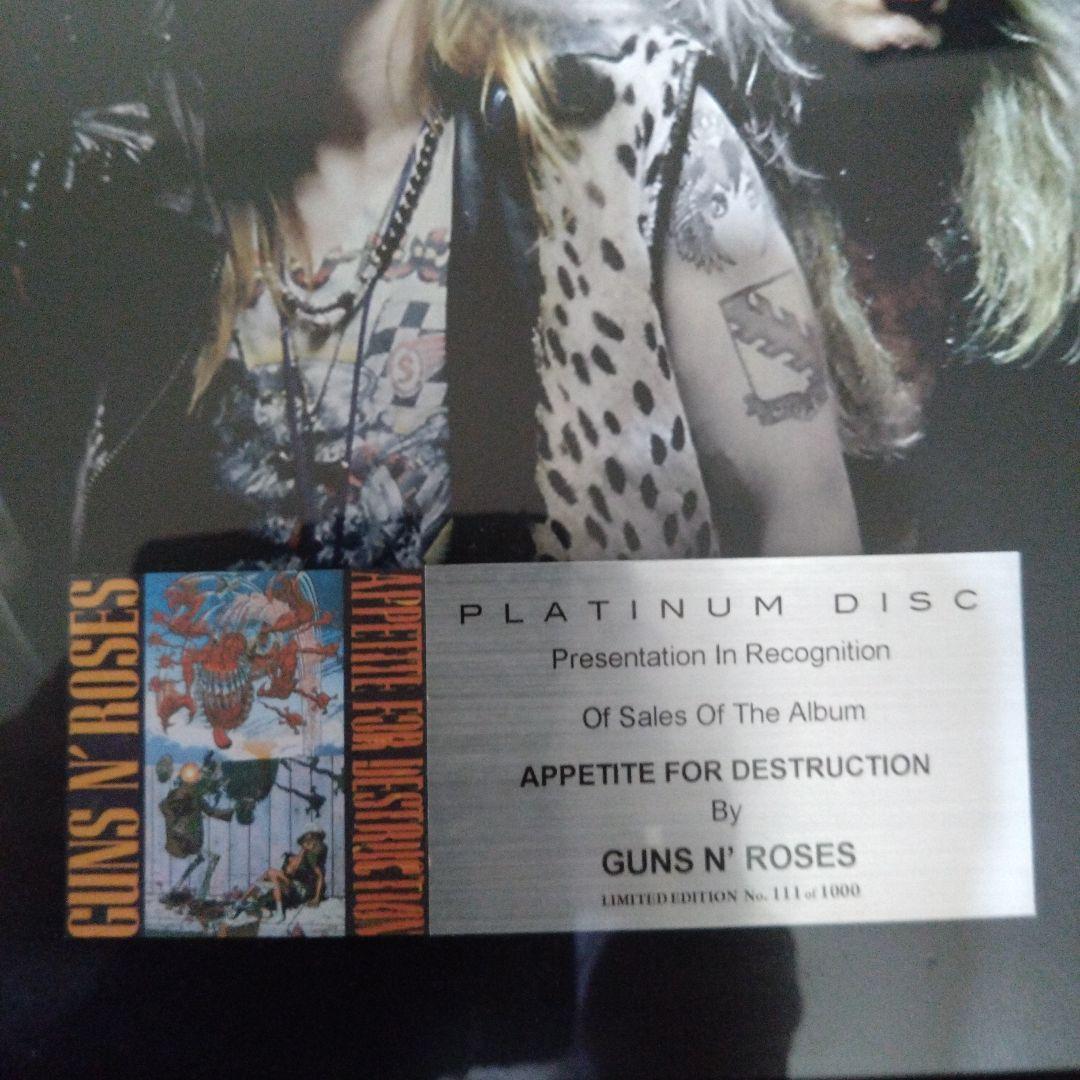 GUNS N' ROSES
APPETITE FOR DESTRUCTION
PLATINUM DISC
Presentation In Recognition
Of Sales Of The Album
APPETITE FOR DESTRUCTION
By
GUNS N' ROSES
LIMITED EDITION No. 111 of 1000
S